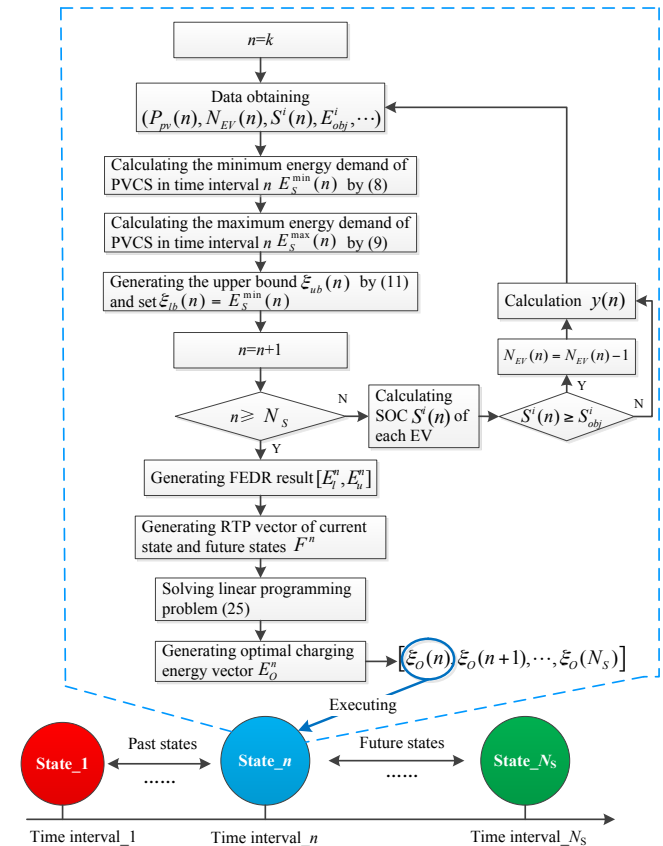 n=k
Data obtaining
(P_pv(n), N_EV(n), S^i(n), E^i_obj, ⋯)
Calculating the minimum energy demand of
PVCS in time interval n E_S^min(n) by (8)
Calculating the maximum energy demand of
PVCS in time interval n E_S^max(n) by (9)
Generating the upper bound ξ_ub(n) by (11)
and set ξ_lb(n) = E_S^min(n)
Calculation y(n)
n=n+1
N_EV(n) = N_EV(n) − 1
n ≥ N_S
N
Calculating
SOC S^i(n) of
each EV
Y
S^i(n) ≥ S^i_obj
N
Y
Generating FEDR result [E_l^n, E_u^n]
Generating RTP vector of current
state and future states F^n
Solving linear programming
problem (25)
Generating optimal charging
energy vector E_O^n
[ξ_O(n), ξ_O(n+1), ⋯, ξ_O(N_S)]
Executing
State_1
Past states
......
State_n
Future states
......
State_N_S
Time interval_1
Time interval_n
Time interval_N_S